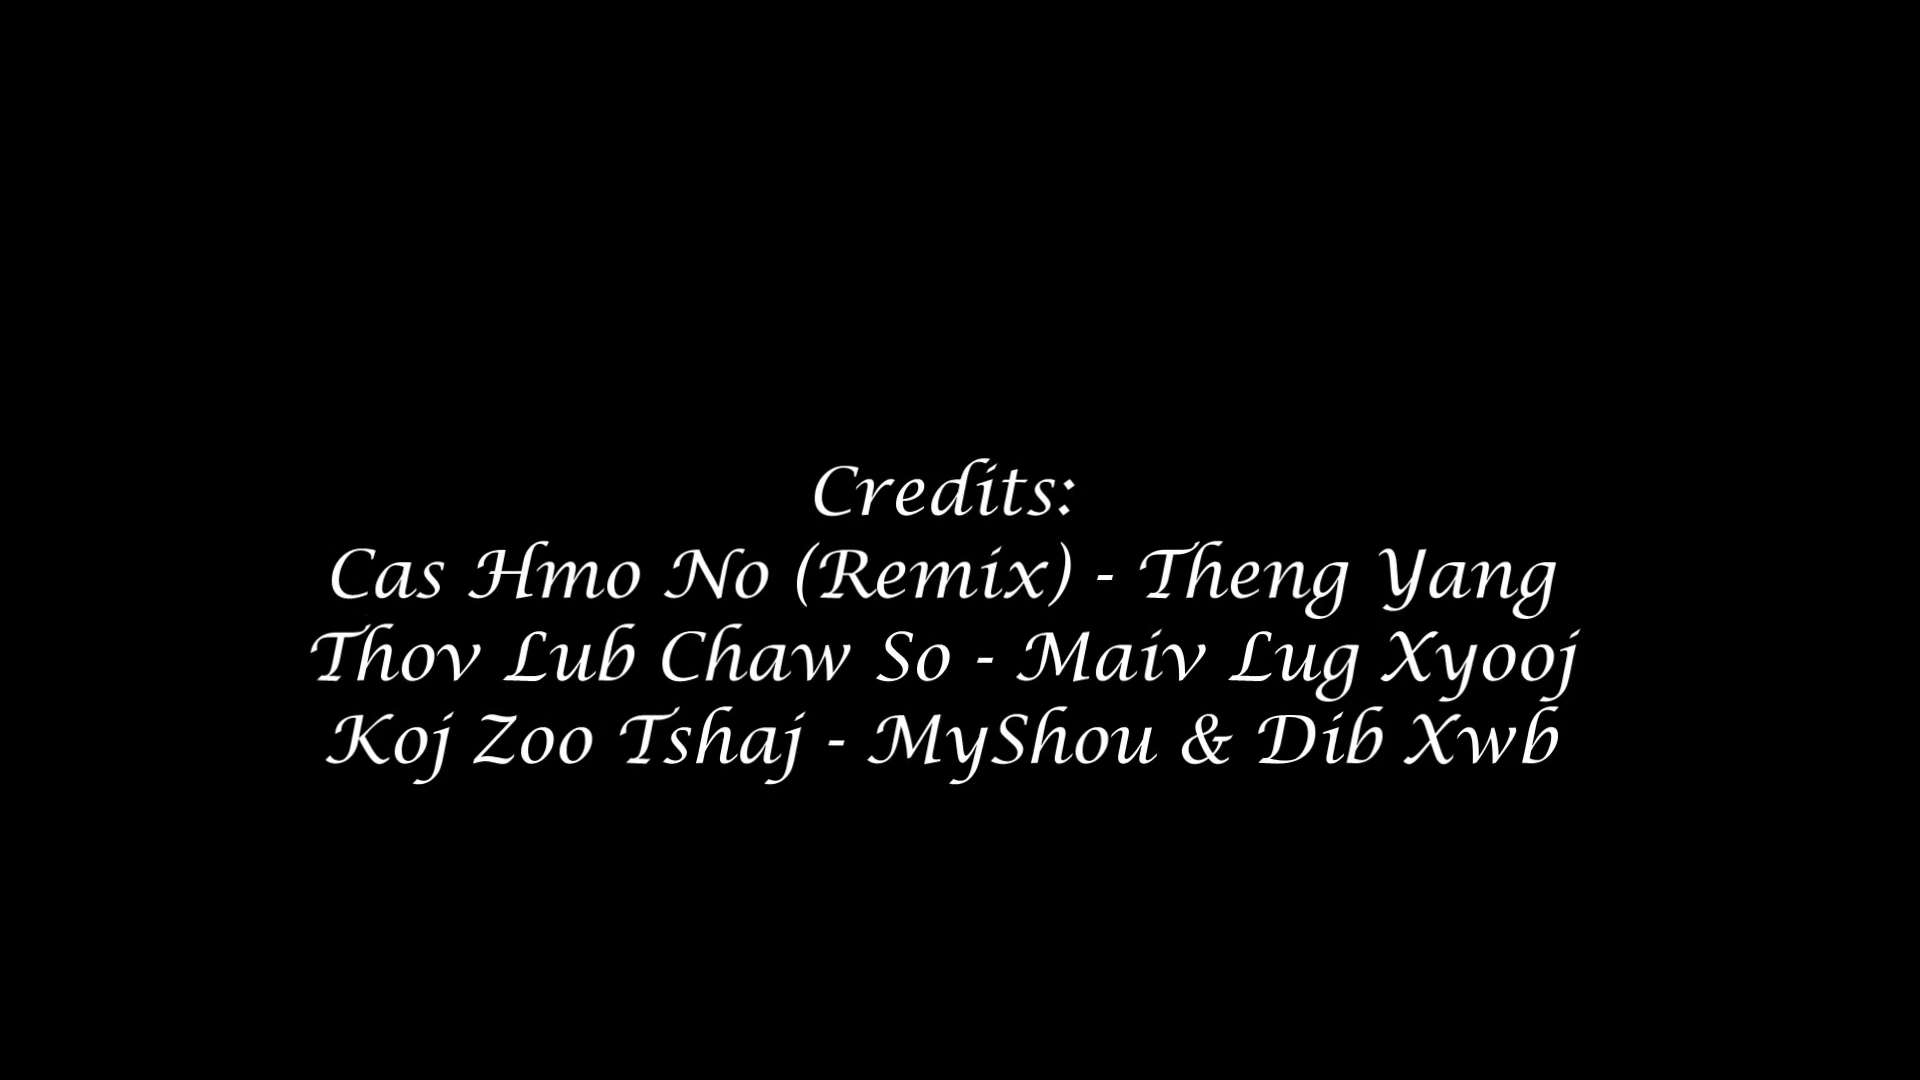 Credits:
Cas Hmo No (Remix) - Theng Yang
Thov Lub Chaw So - Maiv Lug Xyooj
Koj Zoo Tshaj - MyShou & Dib Xwb